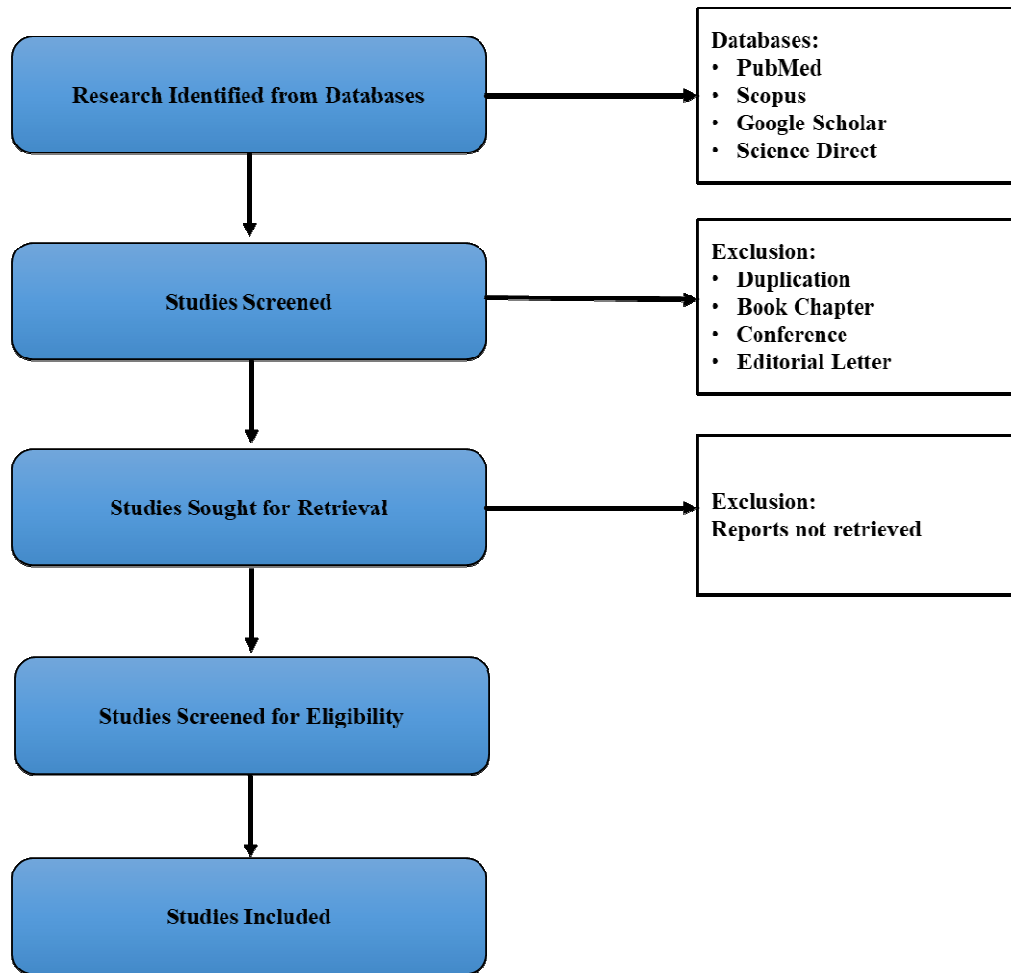 Research Identified from Databases
Databases:
• PubMed
• Scopus
• Google Scholar
• Science Direct
Studies Screened
Exclusion:
• Duplication
• Book Chapter
• Conference
• Editorial Letter
Studies Sought for Retrieval
Exclusion:
Reports not retrieved
Studies Screened for Eligibility
Studies Included